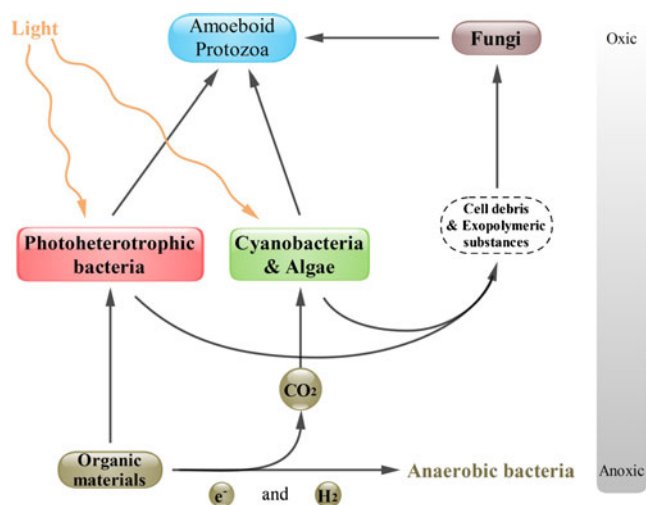 Light
Amoeboid
Protozoa
Fungi
Oxic
Photoheterotrophic
bacteria
Cyanobacteria
& Algae
Cell debris
& Exopolymeric
substances
CO2
Organic
materials
Anaerobic bacteria
Anoxic
e- and H2